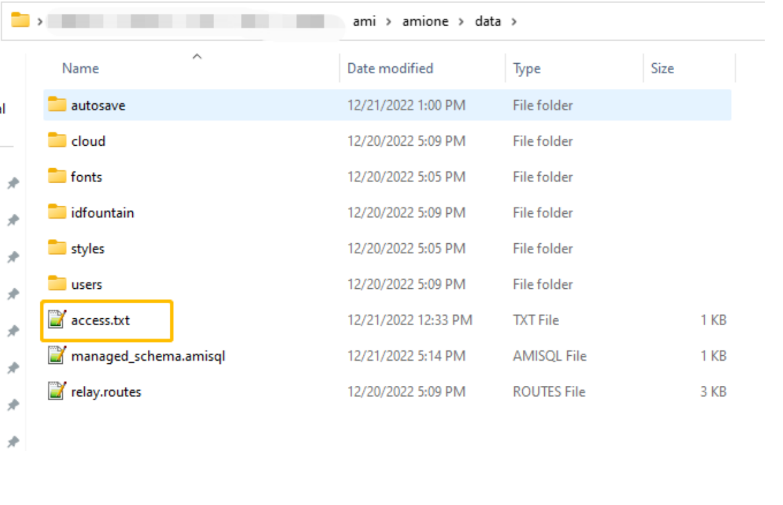 ami > amione > data >
Name Date modified Type Size
autosave 12/21/2022 1:00 PM File folder
cloud 12/20/2022 5:09 PM File folder
fonts 12/20/2022 5:05 PM File folder
idfountain 12/20/2022 5:09 PM File folder
styles 12/20/2022 5:05 PM File folder
users 12/20/2022 5:09 PM File folder
access.txt 12/21/2022 12:33 PM TXT File 1 KB
managed_schema.amisql 12/21/2022 5:14 PM AMISQL File 1 KB
relay.routes 12/20/2022 5:09 PM ROUTES File 3 KB